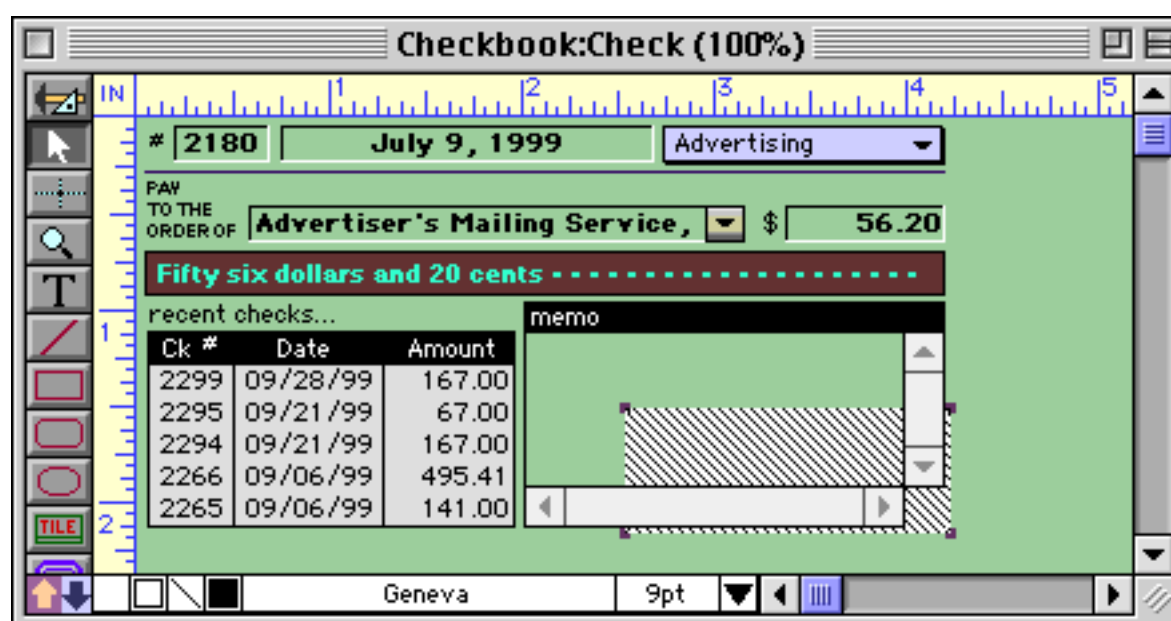 Checkbook:Check (100%)
IN 1 2 3 4 5
# 2180 July 9, 1999 Advertising
PAY
TO THE
ORDER OF Advertiser's Mailing Service, $ 56.20
Fifty six dollars and 20 cents - - - - - - - - - - - - - - - - - - - -
recent checks... memo
1
Ck # Date Amount
2299 09/28/99 167.00
2295 09/21/99 67.00
2294 09/21/99 167.00
2266 09/06/99 495.41
2265 09/06/99 141.00
T
TILE
2
Geneva 9pt